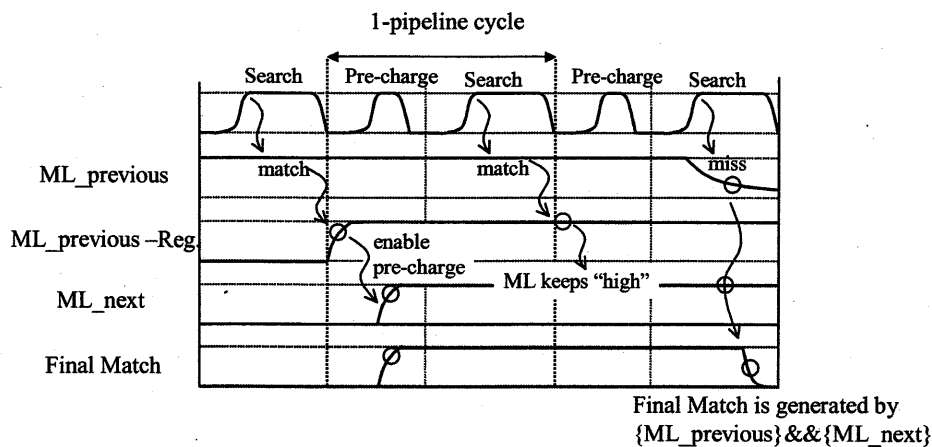 1-pipeline cycle
Search Pre-charge Search Pre-charge Search
ML_previous match match miss
ML_previous –Reg. enable
pre-charge ML keeps “high”
ML_next
Final Match
Final Match is generated by
{ML_previous}&&{ML_next}